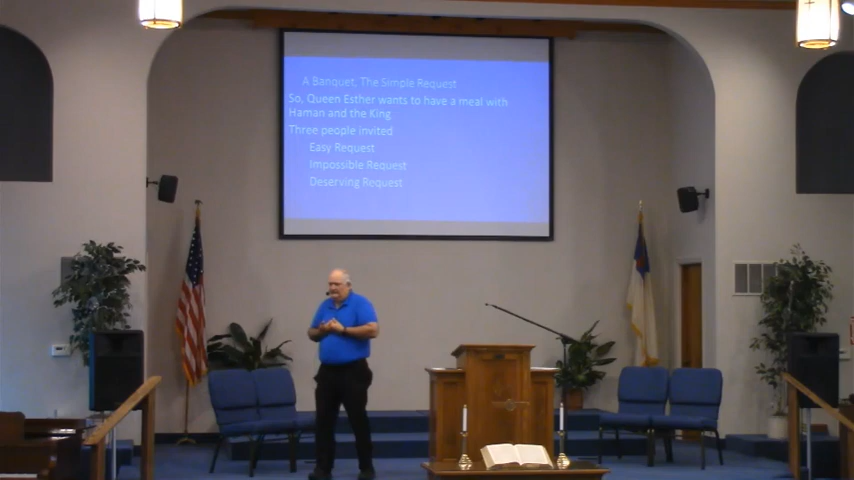 A Banquet, The Simple Request
So, Queen Esther wants to have a meal with
Haman and the King
Three people invited
Easy Request
Impossible Request
Deserving Request